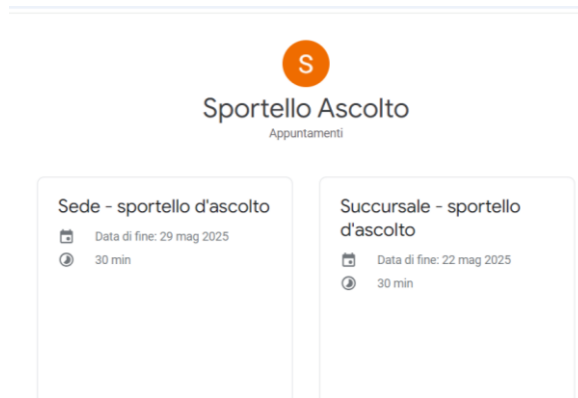 S
Sportello Ascolto
Appuntamenti
Sede - sportello d'ascolto
Data di fine: 29 mag 2025
30 min
Succursale - sportello
d'ascolto
Data di fine: 22 mag 2025
30 min